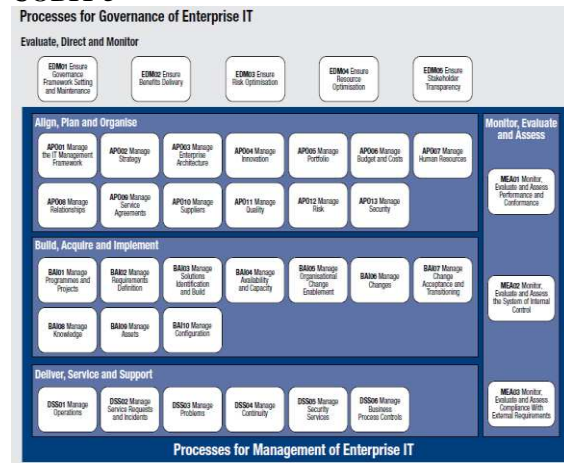 COBIT 5
Processes for Governance of Enterprise IT
Evaluate, Direct and Monitor
EDM01 Ensure
Governance
Framework Setting
and Maintenance
EDM02 Ensure
Benefits Delivery
EDM03 Ensure
Risk Optimisation
EDM04 Ensure
Resource
Optimisation
EDM05 Ensure
Stakeholder
Transparency
Align, Plan and Organise
APO01 Manage
the IT Management
Framework
APO02 Manage
Strategy
APO03 Manage
Enterprise
Architecture
APO04 Manage
Innovation
APO05 Manage
Portfolio
APO06 Manage
Budget and Costs
APO07 Manage
Human Resources
APO08 Manage
Relationships
APO09 Manage
Service
Agreements
APO10 Manage
Suppliers
APO11 Manage
Quality
APO12 Manage
Risk
APO13 Manage
Security
Build, Acquire and Implement
BAI01 Manage
Programmes and
Projects
BAI02 Manage
Requirements
Definition
BAI03 Manage
Solutions
Identification
and Build
BAI04 Manage
Availability
and Capacity
BAI05 Manage
Organisational
Change
Enablement
BAI06 Manage
Changes
BAI07 Manage
Change
Acceptance and
Transitioning
BAI08 Manage
Knowledge
BAI09 Manage
Assets
BAI10 Manage
Configuration
Deliver, Service and Support
DSS01 Manage
Operations
DSS02 Manage
Service Requests
and Incidents
DSS03 Manage
Problems
DSS04 Manage
Continuity
DSS05 Manage
Security
Services
DSS06 Manage
Business
Process Controls
Monitor, Evaluate
and Assess
MEA01 Monitor,
Evaluate and Assess
Performance and
Conformance
MEA02 Monitor,
Evaluate and Assess
the System of Internal
Control
MEA03 Monitor,
Evaluate and Assess
Compliance With
External Requirements
Processes for Management of Enterprise IT